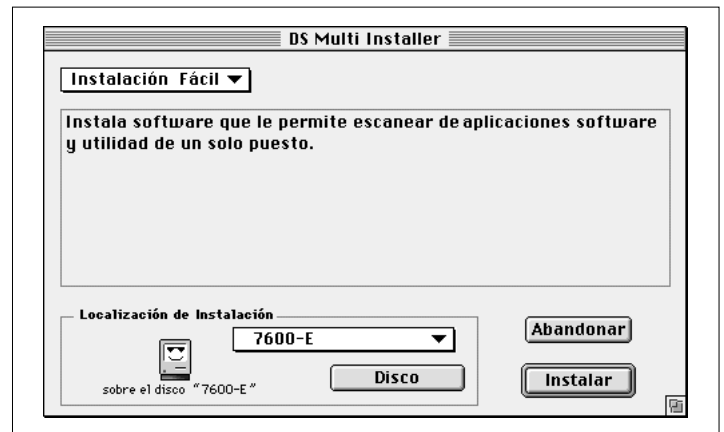 DS Multi Installer
Instalación Fácil
Instala software que le permite escanear de aplicaciones software
y utilidad de un solo puesto.
Localización de Instalación
7600-E
sobre el disco "7600-E"
Disco
Abandonar
Instalar